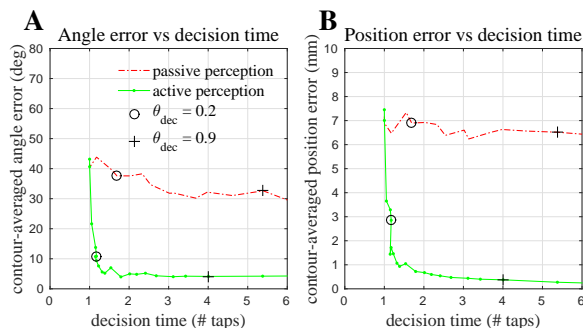 A
Angle error vs decision time
contour-averaged angle error (deg)
80
70
60
50
40
30
20
10
0
0 1 2 3 4 5 6
decision time (# taps)
passive perception
active perception
θdec = 0.2
θdec = 0.9
B
Position error vs decision time
contour-averaged position error (mm)
10
9
8
7
6
5
4
3
2
1
0
0 1 2 3 4 5 6
decision time (# taps)